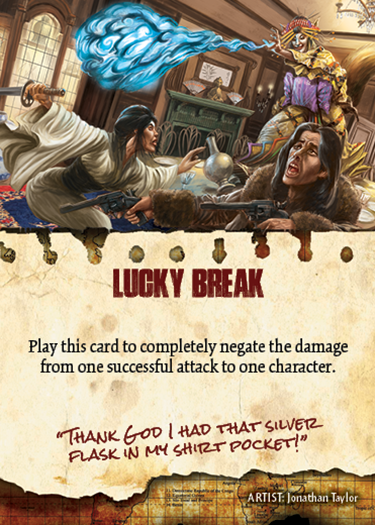 LUCKY BREAK
Play this card to completely negate the damage
from one successful attack to one character.
"THANK GOD I HAD THAT SILVER
FLASK IN MY SHIRT POCKET!"
ARTIST: Jonathan Taylor